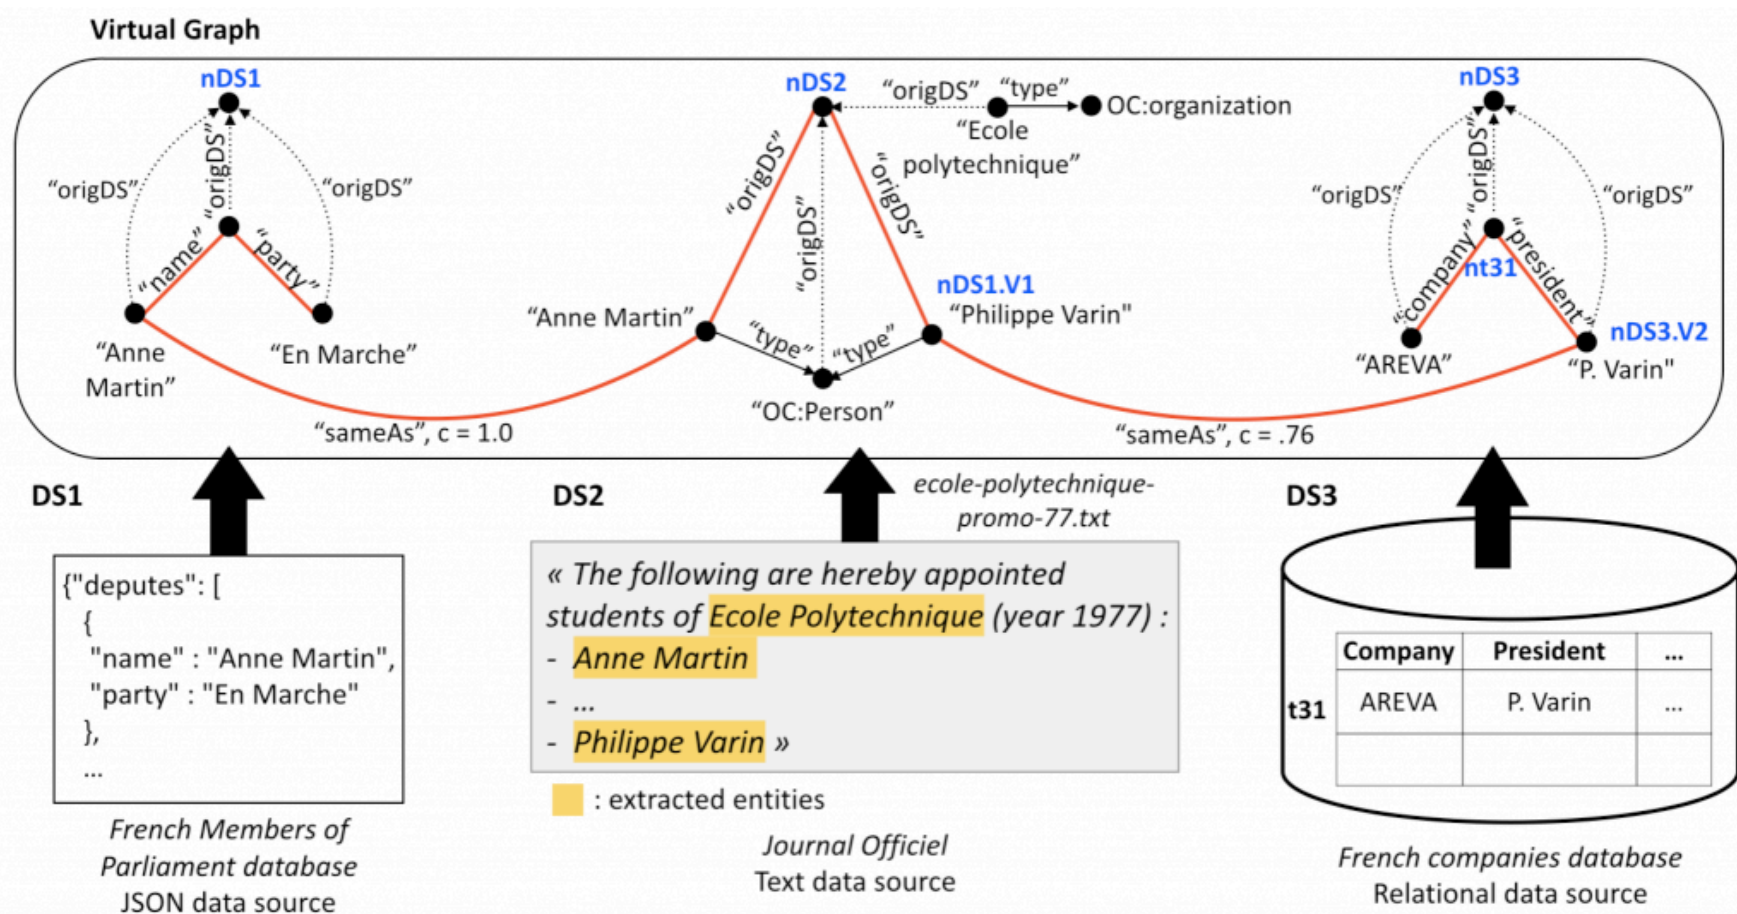 Virtual Graph
nDS1
nDS2
nDS3
“origDS”
“type”
OC:organization
“Ecole
polytechnique”
“origDS”
“origDS”
“origDS”
“name”
“party”
“Anne
Martin”
“En Marche”
“origDS”
“origDS”
“origDS”
“Anne Martin”
nDS1.V1
“Philippe Varin"
“type”
“type”
“OC:Person”
“origDS”
“origDS”
“origDS”
“company”
nt31
“president”
nDS3.V2
“AREVA”
“P. Varin"
“sameAs”, c = 1.0
“sameAs”, c = .76
DS1
{"deputes": [
{
"name" : "Anne Martin",
"party" : "En Marche"
},
...
French Members of
Parliament database
JSON data source
DS2
ecole-polytechnique-
promo-77.txt
« The following are hereby appointed
students of Ecole Polytechnique (year 1977) :
- Anne Martin
- ...
- Philippe Varin »
: extracted entities
Journal Officiel
Text data source
DS3
Company President ...
t31 AREVA P. Varin ...
French companies database
Relational data source